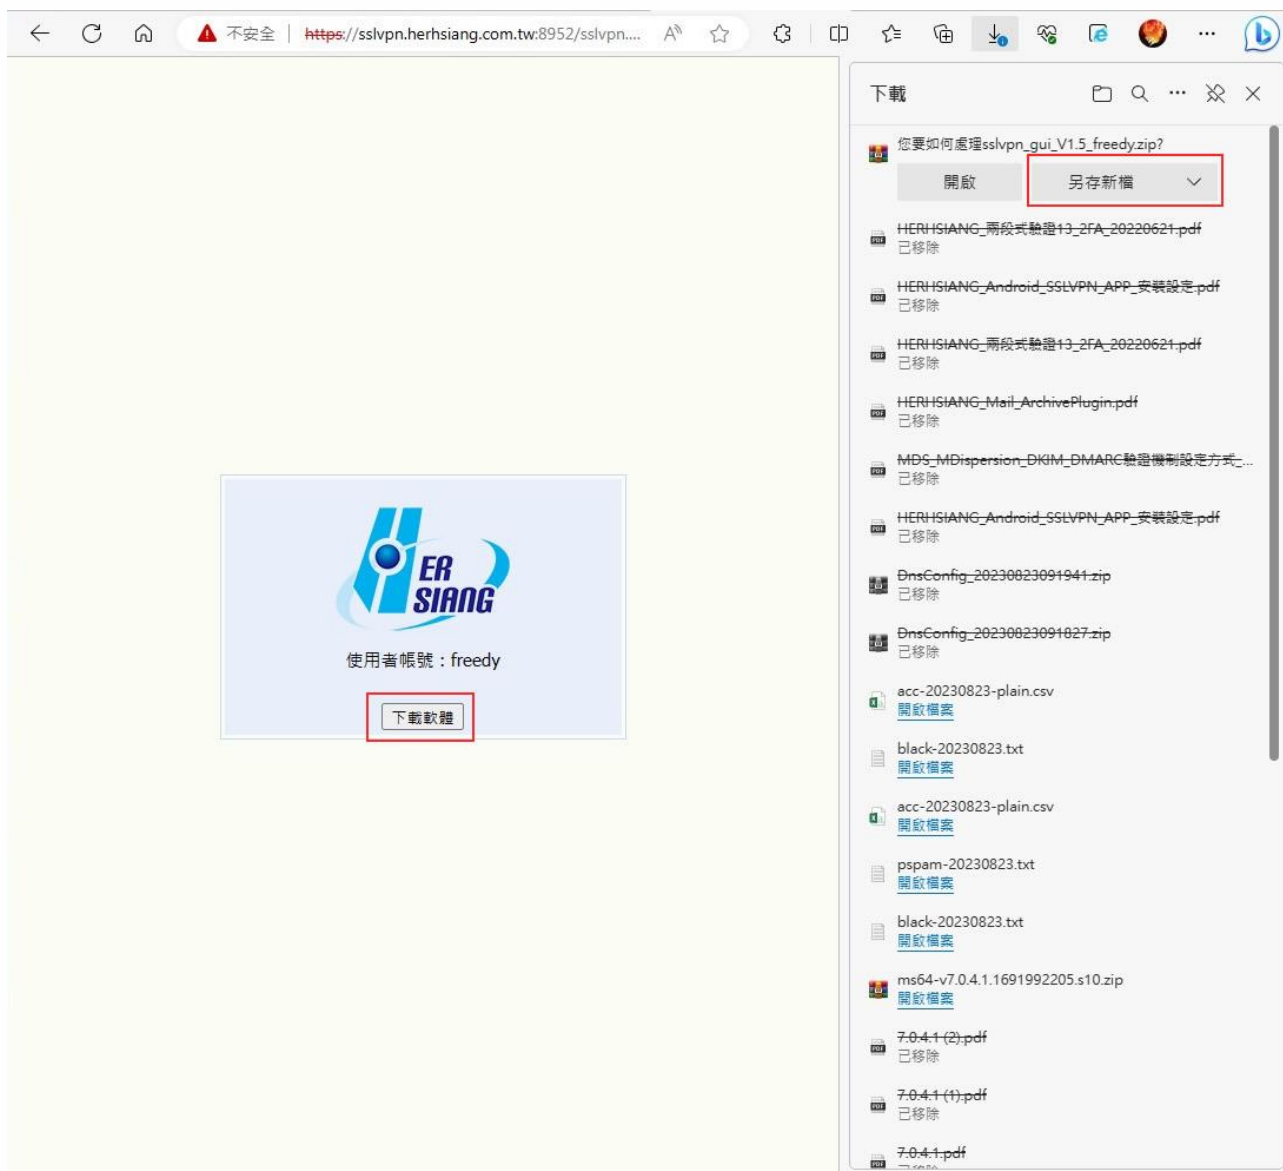 不安全 | https://sslvpn.herhsiang.com.tw:8952/sslvpn....
下載
您要如何處理sslvpn_gui_V1.5_freedy.zip?
開啟 另存新檔
HERHSIANG_兩段式驗證13_2FA_20220621.pdf
已移除
HERHSIANG_Android_SSLVPN_APP_安裝設定.pdf
已移除
HERHSIANG_兩段式驗證13_2FA_20220621.pdf
已移除
HERHSIANG_Mail_ArchivePlugin.pdf
已移除
MDS_MDispersion_DKIM_DMARC驗證機制設定方式_...
已移除
HERHSIANG_Android_SSLVPN_APP_安裝設定.pdf
已移除
DnsConfig_20230823091941.zip
已移除
DnsConfig_20230823091827.zip
已移除
acc-20230823-plain.csv
開啟檔案
black-20230823.txt
開啟檔案
acc-20230823-plain.csv
開啟檔案
pspam-20230823.txt
開啟檔案
black-20230823.txt
開啟檔案
ms64-v7.0.4.1.1691992205.s10.zip
開啟檔案
7.0.4.1 (2).pdf
已移除
7.0.4.1 (1).pdf
已移除
7.0.4.1.pdf
HER
SIANG
使用者帳號：freedy
下載軟體